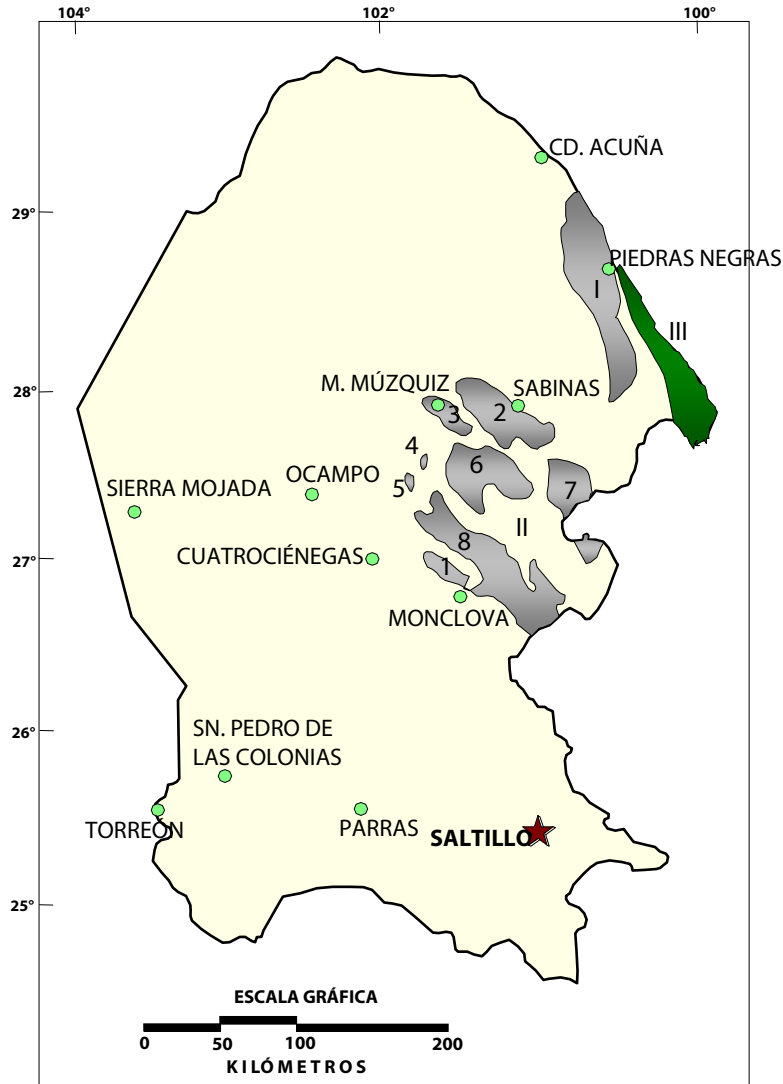 104°
102°
100°
CD. ACUÑA
29°
PIEDRAS NEGRAS
I
III
28°
M. MÚZQUIZ
SABINAS
3
2
4
6
OCAMPO
SIERRA MOJADA
5
7
II
8
27°
CUATROCIÉNEGAS
1
MONCLOVA
26°
SN. PEDRO DE
LAS COLONIAS
TORREÓN
PARRAS
SALTILLO
25°
ESCALA GRÁFICA
0 50 100 200
KILÓMETROS